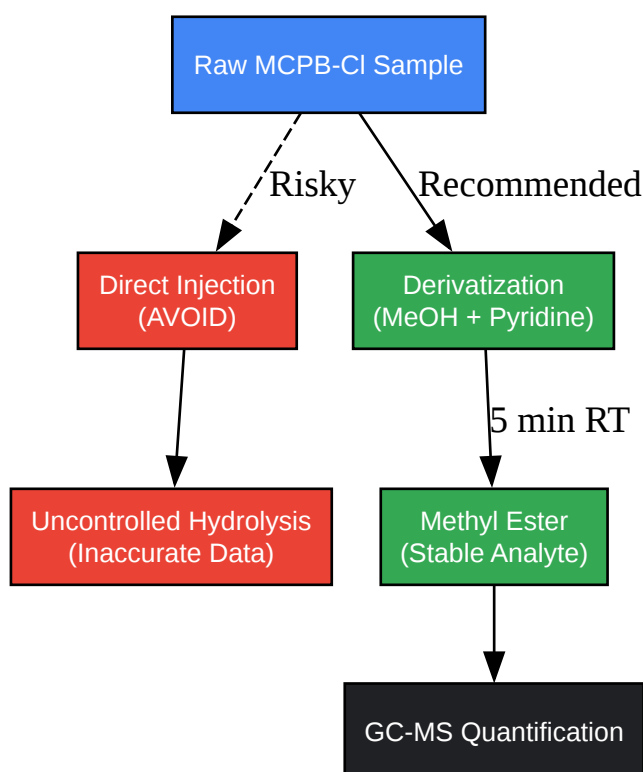 Raw MCPB-Cl Sample
Risky
Recommended
Direct Injection
(AVOID)
Derivatization
(MeOH + Pyridine)
5 min RT
Uncontrolled Hydrolysis
(Inaccurate Data)
Methyl Ester
(Stable Analyte)
GC-MS Quantification